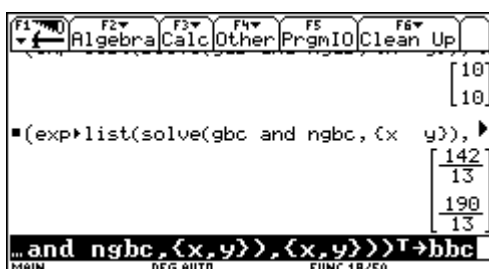 F1 F2 F3 F4 F5 F6
Algebra Calc Other PrgmIO Clean Up
[10
10]
▪(exp▸list(solve(gbc and ngbc,{x y}), ▶
[142/13
190/13]
…and ngbc,{x,y}),{x,y}))ᵀ→bbc
MAIN DEG AUTO FUNC 18/50